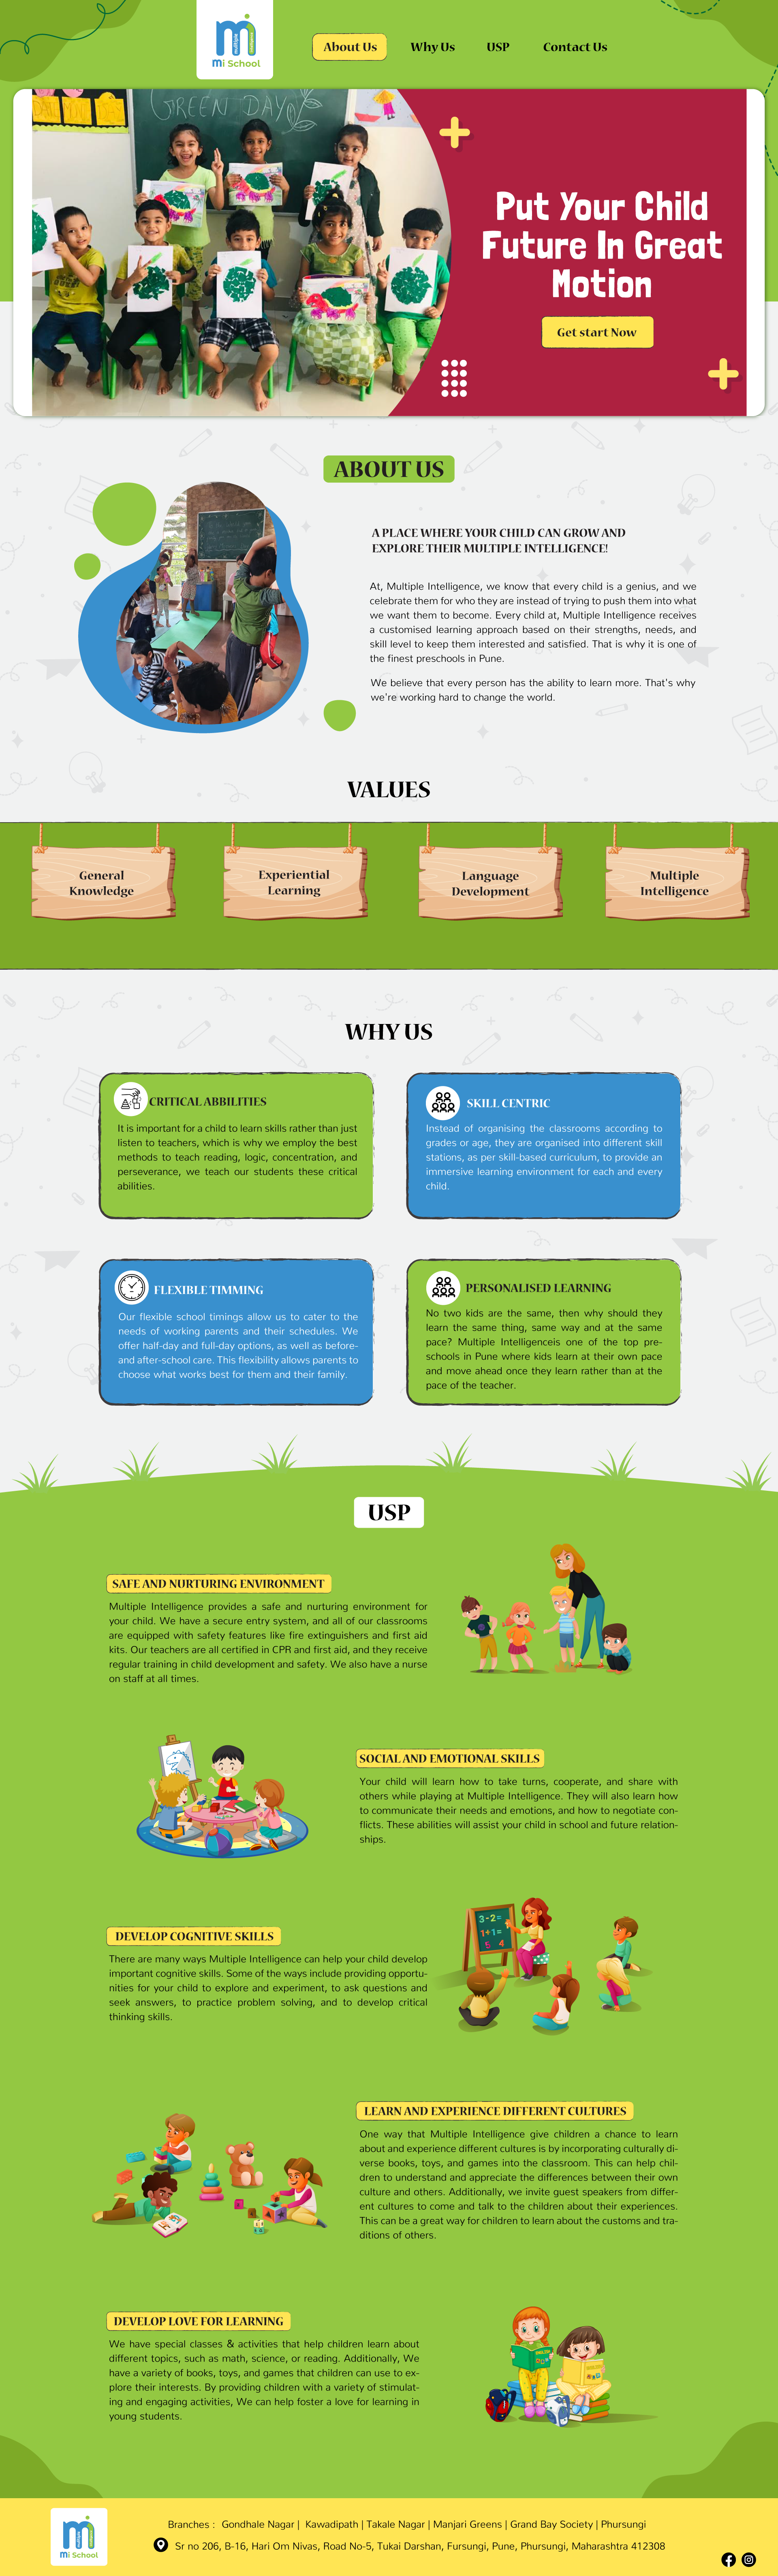 mi
Mi School
About Us
Why Us
USP
Contact Us
GREEN DAY
Put Your Child
Future In Great
Motion
Get start Now
ABOUT US
A PLACE WHERE YOUR CHILD CAN GROW AND
EXPLORE THEIR MULTIPLE INTELLIGENCE!
At, Multiple Intelligence, we know that every child is a genius, and we
celebrate them for who they are instead of trying to push them into what
we want them to become. Every child at, Multiple Intelligence receives
a customised learning approach based on their strengths, needs, and
skill level to keep them interested and satisfied. That is why it is one of
the finest preschools in Pune.
We believe that every person has the ability to learn more. That's why
we're working hard to change the world.
VALUES
General
Knowledge
Experiential
Learning
Language
Development
Multiple
Intelligence
WHY US
CRITICAL ABBILITIES
It is important for a child to learn skills rather than just
listen to teachers, which is why we employ the best
methods to teach reading, logic, concentration, and
perseverance, we teach our students these critical
abilities.
SKILL CENTRIC
Instead of organising the classrooms according to
grades or age, they are organised into different skill
stations, as per skill-based curriculum, to provide an
immersive learning environment for each and every
child.
FLEXIBLE TIMMING
Our flexible school timings allow us to cater to the
needs of working parents and their schedules. We
offer half-day and full-day options, as well as before-
and after-school care. This flexibility allows parents to
choose what works best for them and their family.
PERSONALISED LEARNING
No two kids are the same, then why should they
learn the same thing, same way and at the same
pace? Multiple Intelligenceis one of the top pre-
schools in Pune where kids learn at their own pace
and move ahead once they learn rather than at the
pace of the teacher.
USP
SAFE AND NURTURING ENVIRONMENT
Multiple Intelligence provides a safe and nurturing environment for
your child. We have a secure entry system, and all of our classrooms
are equipped with safety features like fire extinguishers and first aid
kits. Our teachers are all certified in CPR and first aid, and they receive
regular training in child development and safety. We also have a nurse
on staff at all times.
SOCIAL AND EMOTIONAL SKILLS
Your child will learn how to take turns, cooperate, and share with
others while playing at Multiple Intelligence. They will also learn how
to communicate their needs and emotions, and how to negotiate con-
flicts. These abilities will assist your child in school and future relation-
ships.
3-2=
1+1=
5 4
DEVELOP COGNITIVE SKILLS
There are many ways Multiple Intelligence can help your child develop
important cognitive skills. Some of the ways include providing opportu-
nities for your child to explore and experiment, to ask questions and
seek answers, to practice problem solving, and to develop critical
thinking skills.
LEARN AND EXPERIENCE DIFFERENT CULTURES
One way that Multiple Intelligence give children a chance to learn
about and experience different cultures is by incorporating culturally di-
verse books, toys, and games into the classroom. This can help chil-
dren to understand and appreciate the differences between their own
culture and others. Additionally, we invite guest speakers from differ-
ent cultures to come and talk to the children about their experiences.
This can be a great way for children to learn about the customs and tra-
ditions of others.
DEVELOP LOVE FOR LEARNING
We have special classes & activities that help children learn about
different topics, such as math, science, or reading. Additionally, We
have a variety of books, toys, and games that children can use to ex-
plore their interests. By providing children with a variety of stimulat-
ing and engaging activities, We can help foster a love for learning in
young students.
mi
Mi School
Branches : Gondhale Nagar | Kawadipath | Takale Nagar | Manjari Greens | Grand Bay Society | Phursungi
Sr no 206, B-16, Hari Om Nivas, Road No-5, Tukai Darshan, Fursungi, Pune, Phursungi, Maharashtra 412308